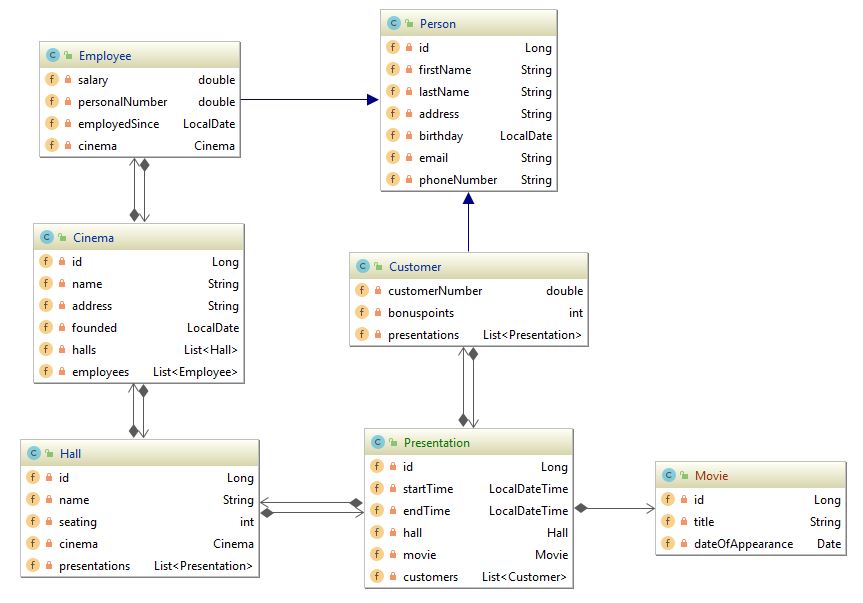 C Person
f id Long
f firstName String
f lastName String
f address String
f birthday LocalDate
f email String
f phoneNumber String
C Employee
f salary double
f personalNumber double
f employedSince LocalDate
f cinema Cinema
C Cinema
f id Long
f name String
f address String
f founded LocalDate
f halls List<Hall>
f employees List<Employee>
C Customer
f customerNumber double
f bonuspoints int
f presentations List<Presentation>
C Hall
f id Long
f name String
f seating int
f cinema Cinema
f presentations List<Presentation>
C Presentation
f id Long
f startTime LocalDateTime
f endTime LocalDateTime
f hall Hall
f movie Movie
f customers List<Customer>
C Movie
f id Long
f title String
f dateOfAppearance Date